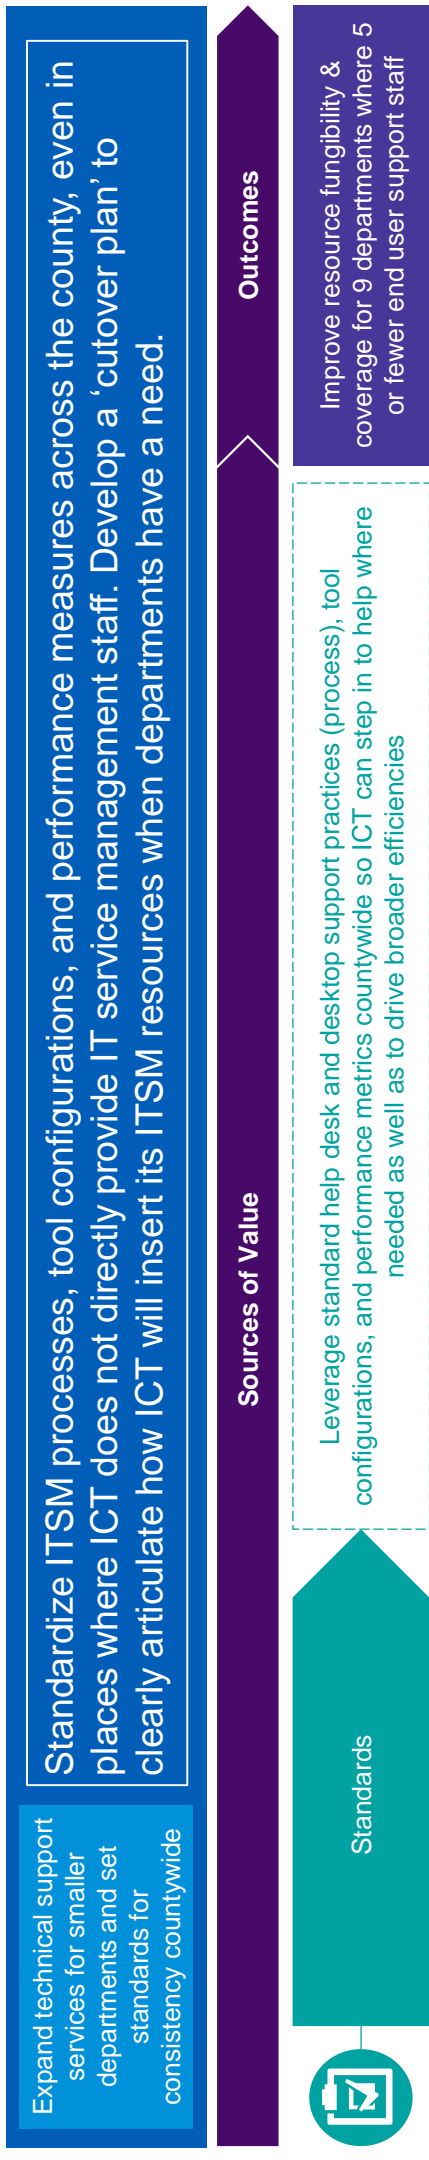 Expand technical support
services for smaller
departments and set
standards for
consistency countywide
Standardize ITSM processes, tool configurations, and performance measures across the county, even in
places where ICT does not directly provide IT service management staff. Develop a ‘cutover plan’ to
clearly articulate how ICT will insert its ITSM resources when departments have a need.
Sources of Value
Outcomes
Standards
Leverage standard help desk and desktop support practices (process), tool
configurations, and performance metrics countywide so ICT can step in to help where
needed as well as to drive broader efficiencies
Improve resource fungibility &
coverage for 9 departments where 5
or fewer end user support staff